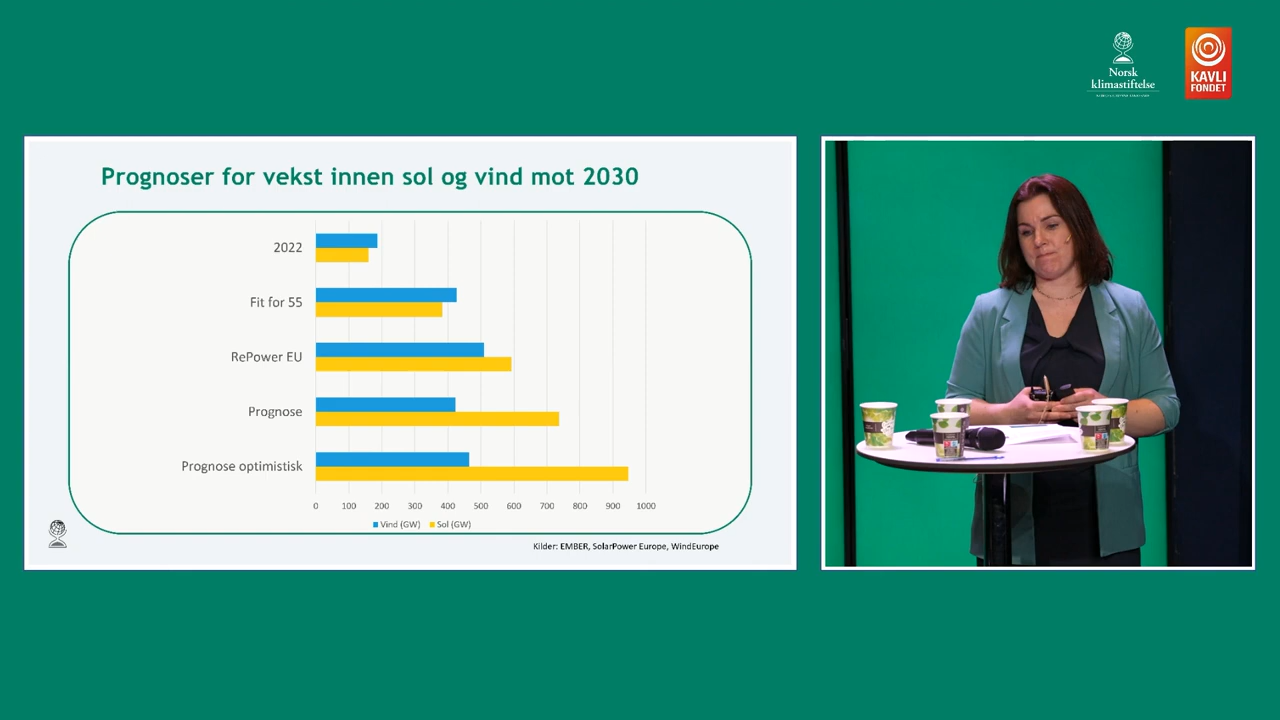 Norsk
klimastiftelse
KAVLI
FONDET
Prognoser for vekst innen sol og vind mot 2030
2022
Fit for 55
RePower EU
Prognose
Prognose optimistisk
0 100 200 300 400 500 600 700 800 900 1000
Vind (GW) Sol (GW)
Kilder: EMBER, SolarPower Europe, WindEurope